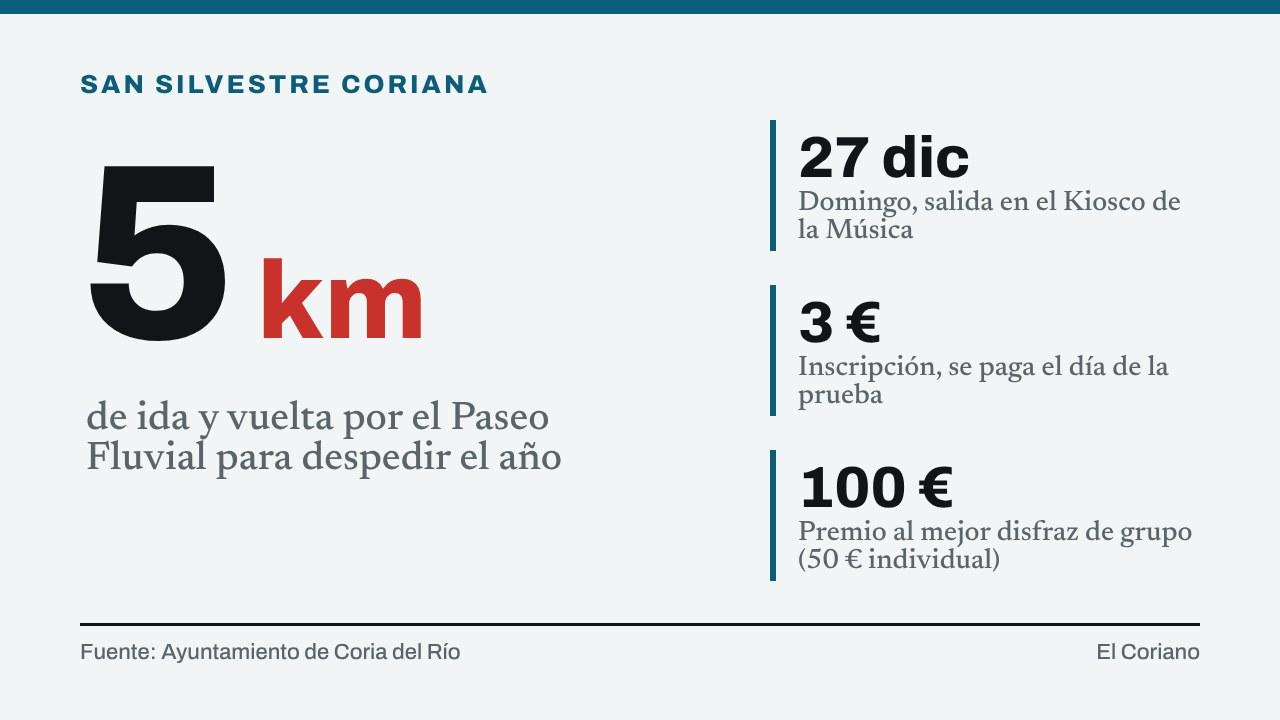 SAN SILVESTRE CORIANA
5 km
de ida y vuelta por el Paseo
Fluvial para despedir el año
27 dic
Domingo, salida en el Kiosco de
la Música
3 €
Inscripción, se paga el día de la
prueba
100 €
Premio al mejor disfraz de grupo
(50 € individual)
Fuente: Ayuntamiento de Coria del Río
El Coriano